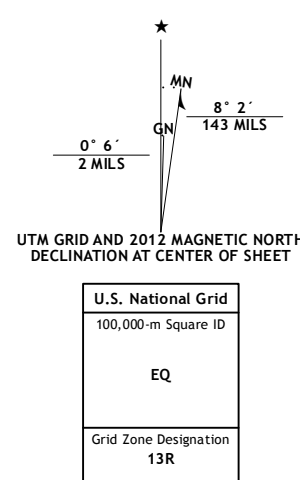 ★
MN
GN
8° 2´
143 MILS
0° 6´
2 MILS
UTM GRID AND 2012 MAGNETIC NORTH
DECLINATION AT CENTER OF SHEET
U.S. National Grid
100,000-m Square ID
EQ
Grid Zone Designation
13R